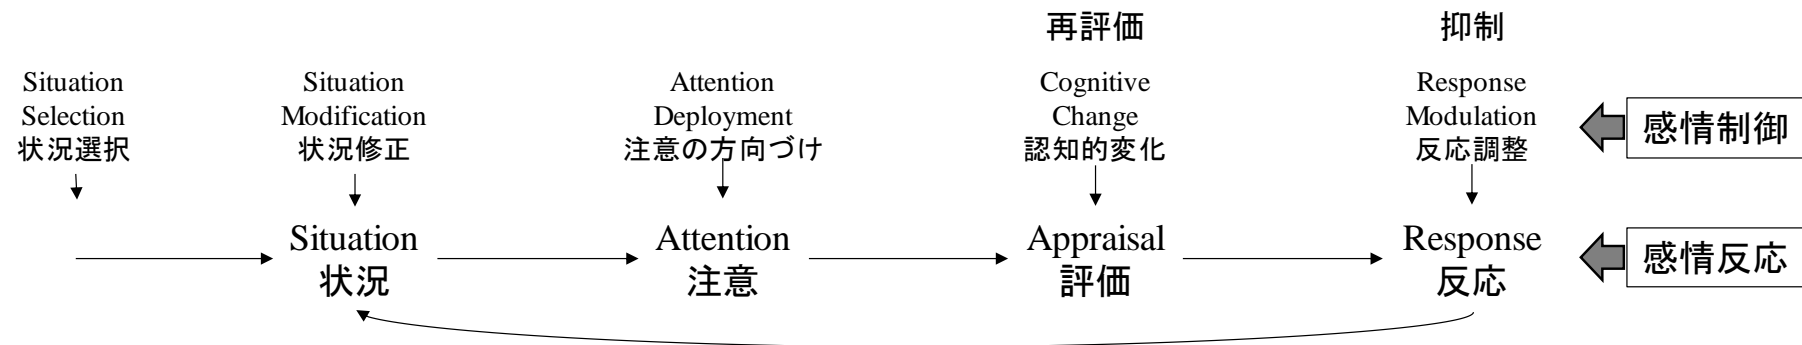 再評価
抑制
Situation
Selection
状況選択
Situation
Modification
状況修正
Attention
Deployment
注意の方向づけ
Cognitive
Change
認知的変化
Response
Modulation
反応調整
感情制御
Situation
状況
Attention
注意
Appraisal
評価
Response
反応
感情反応